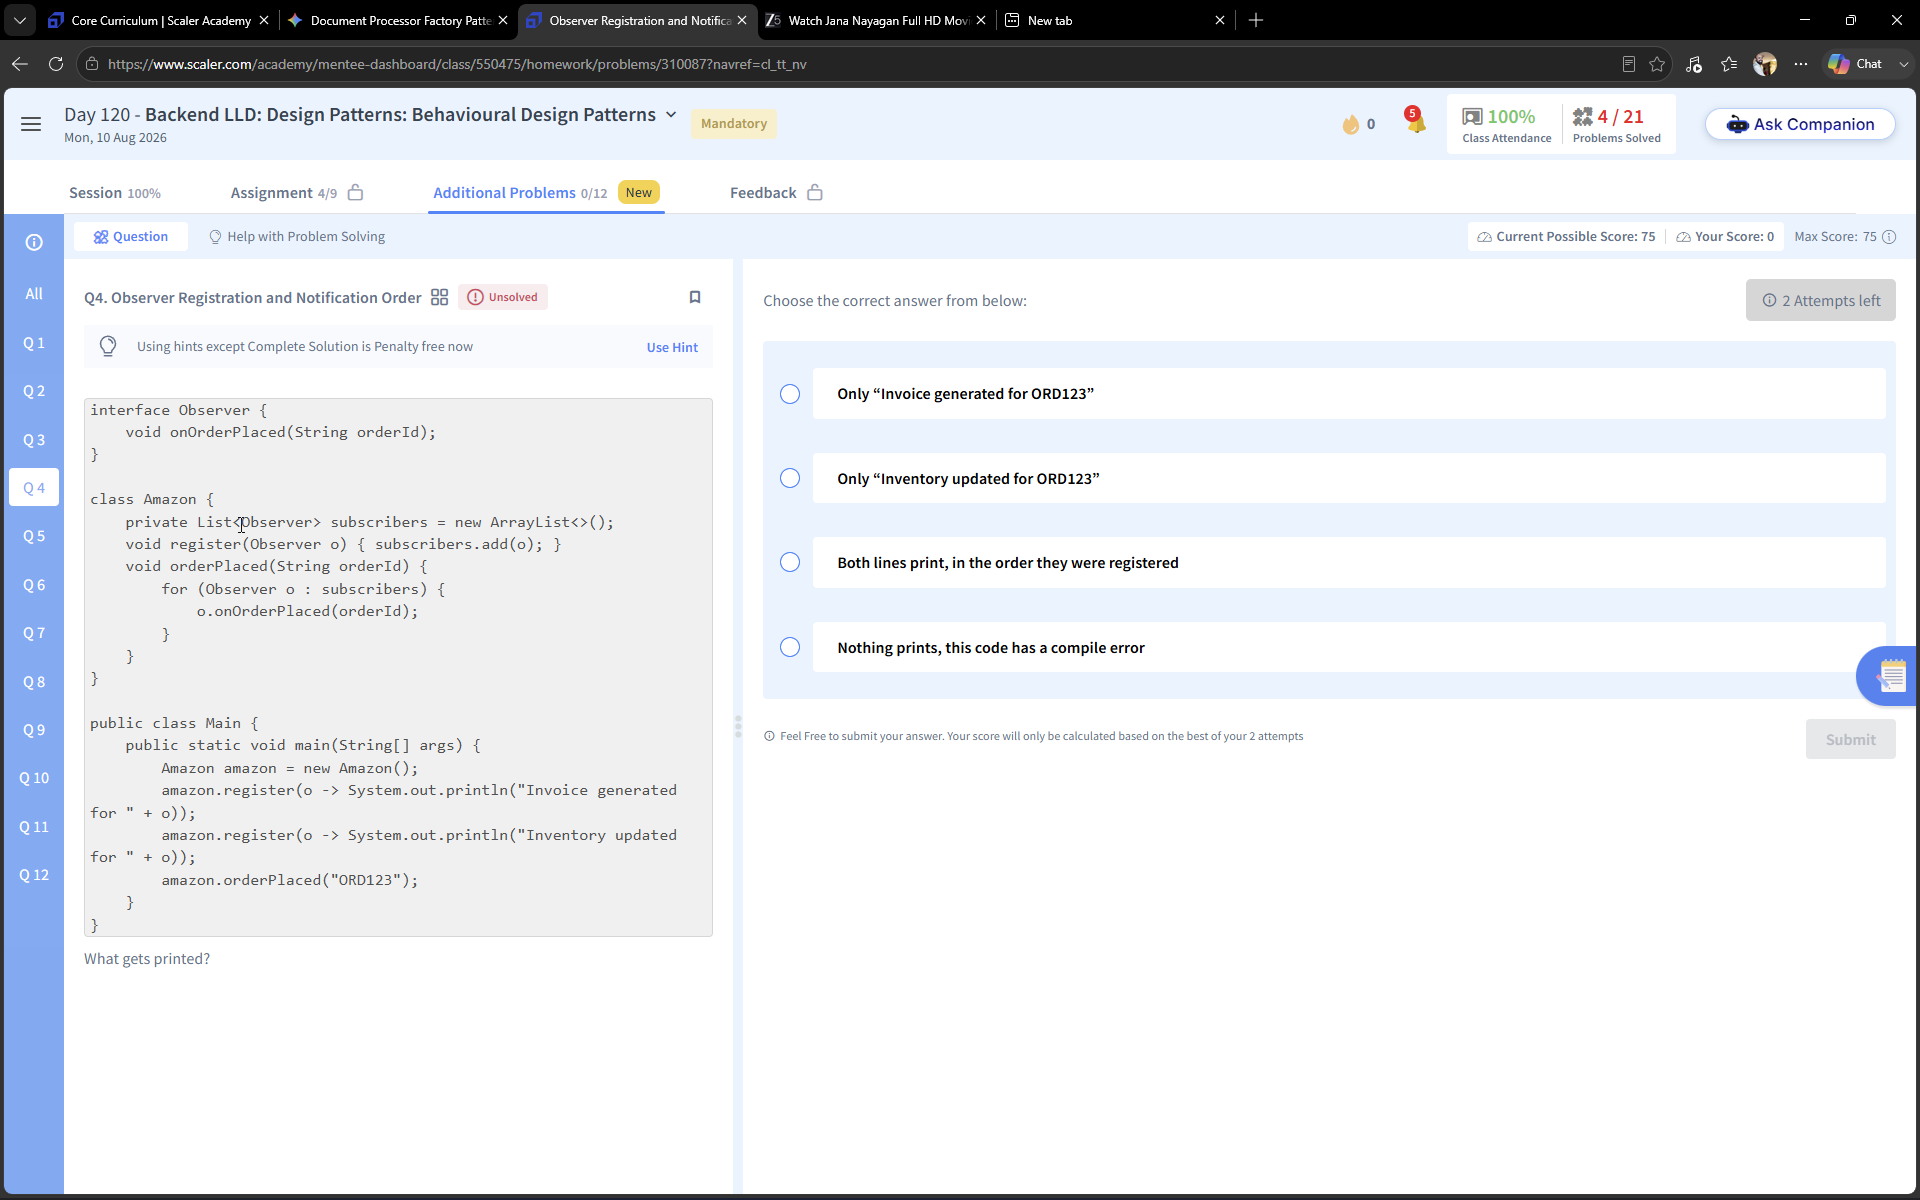 Core Curriculum | Scaler Academy
Document Processor Factory Patte
Observer Registration and Notifica
Watch Jana Nayagan Full HD Movi
New tab
https://www.scaler.com/academy/mentee-dashboard/class/550475/homework/problems/310087?navref=cl_tt_nv
Chat
Day 120 - Backend LLD: Design Patterns: Behavioural Design Patterns
Mon, 10 Aug 2026
Mandatory
0
5
100%
Class Attendance
4 / 21
Problems Solved
Ask Companion
Session 100%
Assignment 4/9
Additional Problems 0/12 New
Feedback
Question
Help with Problem Solving
Current Possible Score: 75
Your Score: 0
Max Score: 75
All
Q 1
Q 2
Q 3
Q 4
Q 5
Q 6
Q 7
Q 8
Q 9
Q 10
Q 11
Q 12
Q4. Observer Registration and Notification Order
Unsolved
Using hints except Complete Solution is Penalty free now
Use Hint
interface Observer {
    void onOrderPlaced(String orderId);
}
class Amazon {
    private List<Observer> subscribers = new ArrayList<>();
    void register(Observer o) { subscribers.add(o); }
    void orderPlaced(String orderId) {
        for (Observer o : subscribers) {
            o.onOrderPlaced(orderId);
        }
    }
}
public class Main {
    public static void main(String[] args) {
        Amazon amazon = new Amazon();
        amazon.register(o -> System.out.println("Invoice generated
for " + o));
        amazon.register(o -> System.out.println("Inventory updated
for " + o));
        amazon.orderPlaced("ORD123");
    }
}
What gets printed?
Choose the correct answer from below:
2 Attempts left
Only “Invoice generated for ORD123”
Only “Inventory updated for ORD123”
Both lines print, in the order they were registered
Nothing prints, this code has a compile error
Feel Free to submit your answer. Your score will only be calculated based on the best of your 2 attempts
Submit